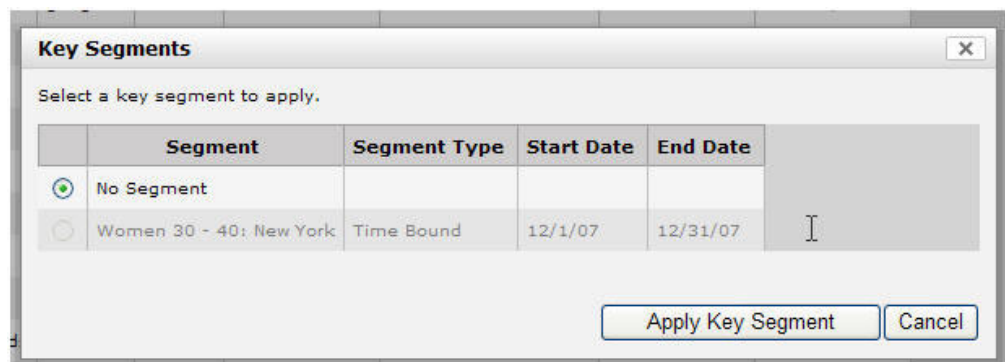 Key Segments
Select a key segment to apply.
Segment Segment Type Start Date End Date
No Segment
Women 30 - 40: New York Time Bound 12/1/07 12/31/07
Apply Key Segment Cancel